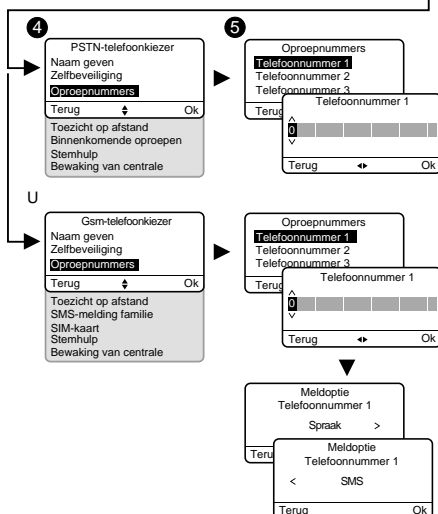 4
PSTN-telefoonkiezer
Naam geven
Zelfbeveiliging
Oproepnummers
Terug Ok
Toezicht op afstand
Binnenkomende oproepen
Stemhulp
Bewaking van centrale
5
Oproepnummers
Telefoonnummer 1
Telefoonnummer 2
Telefoonnummer 3
Terug
Telefoonnummer 1
0
Terug Ok
U
Gsm-telefoonkiezer
Naam geven
Zelfbeveiliging
Oproepnummers
Terug Ok
Toezicht op afstand
SMS-melding familie
SIM-kaart
Stemhulp
Bewaking van centrale
Oproepnummers
Telefoonnummer 1
Telefoonnummer 2
Telefoonnummer 3
Terug
Telefoonnummer 1
0
Terug Ok
Meldoptie
Telefoonnummer 1
Spraak >
Teru
Meldoptie
Telefoonnummer 1
< SMS
Terug Ok